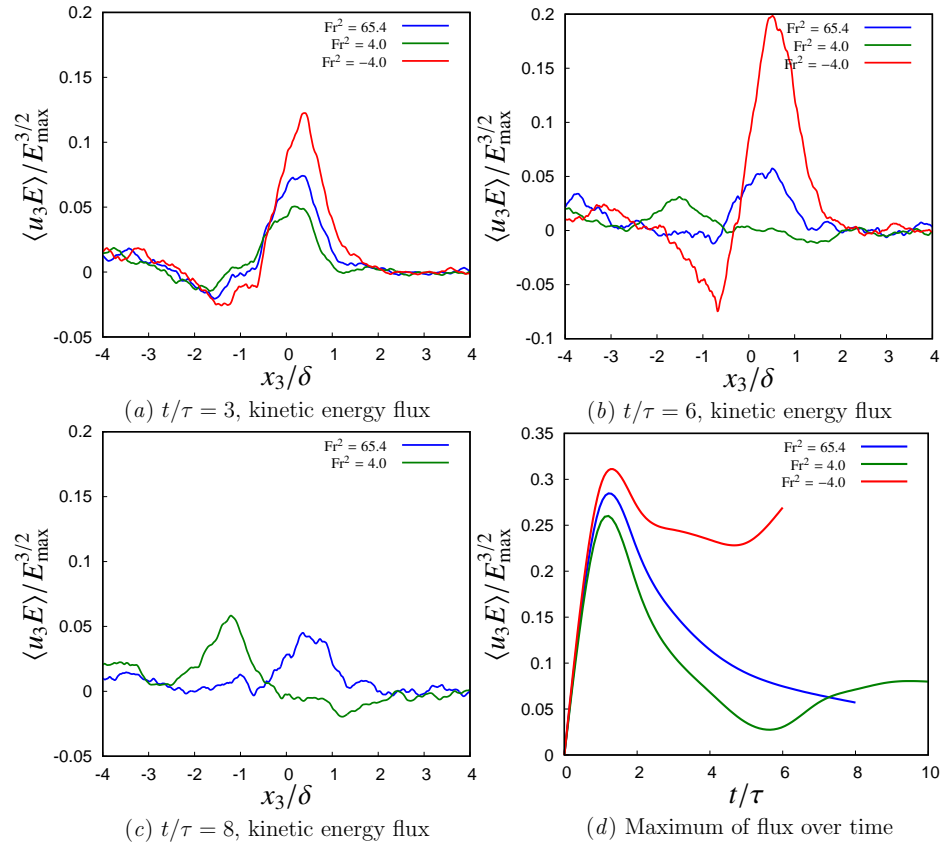 0.2
0.15
0.1
0.05
0
-0.05
-4 -3 -2 -1 0 1 2 3 4
⟨u₃E⟩/E_max^{3/2}
x₃/δ
Fr² = 65.4
Fr² = 4.0
Fr² = −4.0
(a) t/τ = 3, kinetic energy flux
0.2
0.15
0.1
0.05
0
-0.05
-0.1
-4 -3 -2 -1 0 1 2 3 4
⟨u₃E⟩/E_max^{3/2}
x₃/δ
Fr² = 65.4
Fr² = 4.0
Fr² = −4.0
(b) t/τ = 6, kinetic energy flux
0.2
0.15
0.1
0.05
0
-0.05
-4 -3 -2 -1 0 1 2 3 4
⟨u₃E⟩/E_max^{3/2}
x₃/δ
Fr² = 65.4
Fr² = 4.0
(c) t/τ = 8, kinetic energy flux
0.35
0.3
0.25
0.2
0.15
0.1
0.05
0
0 2 4 6 8 10
⟨u₃E⟩/E_max^{3/2}
t/τ
Fr² = 65.4
Fr² = 4.0
Fr² = −4.0
(d) Maximum of flux over time